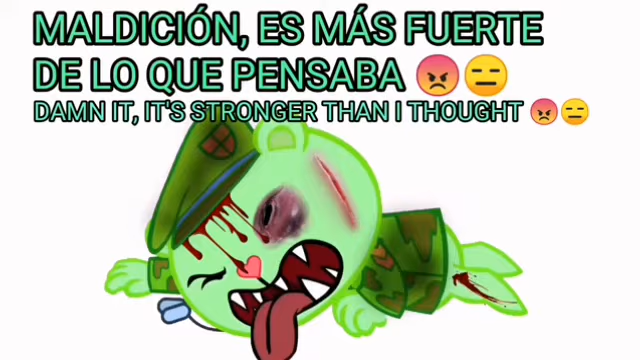 MALDICIÓN, ES MÁS FUERTE
DE LO QUE PENSABA 😡😑
DAMN IT, IT'S STRONGER THAN I THOUGHT 😡😑